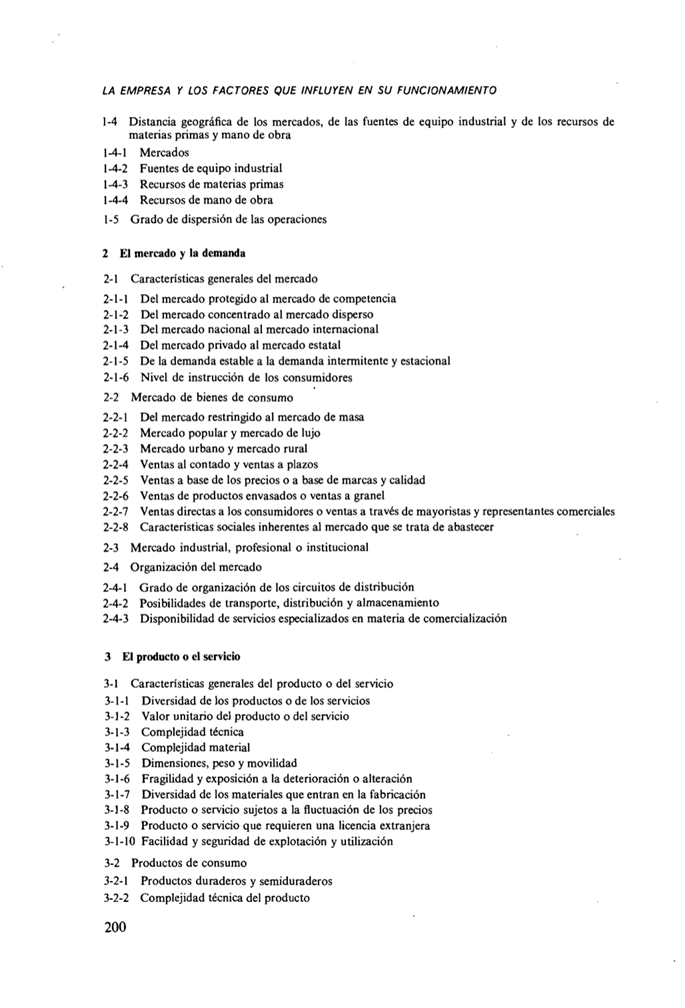 LA EMPRESA Y LOS FACTORES QUE INFLUYEN EN SU FUNCIONAMIENTO
1-4 Distancia geográfica de los mercados, de las fuentes de equipo industrial y de los recursos de
materias primas y mano de obra
1-4-1 Mercados
1-4-2 Fuentes de equipo industrial
1-4-3 Recursos de materias primas
1-4-4 Recursos de mano de obra
1-5 Grado de dispersión de las operaciones
2 El mercado y la demanda
2-1 Características generales del mercado
2-1-1 Del mercado protegido al mercado de competencia
2-1-2 Del mercado concentrado al mercado disperso
2-1-3 Del mercado nacional al mercado internacional
2-1-4 Del mercado privado al mercado estatal
2-1-5 De la demanda estable a la demanda intermitente y estacional
2-1-6 Nivel de instrucción de los consumidores
2-2 Mercado de bienes de consumo
2-2-1 Del mercado restringido al mercado de masa
2-2-2 Mercado popular y mercado de lujo
2-2-3 Mercado urbano y mercado rural
2-2-4 Ventas al contado y ventas a plazos
2-2-5 Ventas a base de los precios o a base de marcas y calidad
2-2-6 Ventas de productos envasados o ventas a granel
2-2-7 Ventas directas a los consumidores o ventas a través de mayoristas y representantes comerciales
2-2-8 Características sociales inherentes al mercado que se trata de abastecer
2-3 Mercado industrial, profesional o institucional
2-4 Organización del mercado
2-4-1 Grado de organización de los circuitos de distribución
2-4-2 Posibilidades de transporte, distribución y almacenamiento
2-4-3 Disponibilidad de servicios especializados en materia de comercialización
3 El producto o el servicio
3-1 Características generales del producto o del servicio
3-1-1 Diversidad de los productos o de los servicios
3-1-2 Valor unitario del producto o del servicio
3-1-3 Complejidad técnica
3-1-4 Complejidad material
3-1-5 Dimensiones, peso y movilidad
3-1-6 Fragilidad y exposición a la deterioración o alteración
3-1-7 Diversidad de los materiales que entran en la fabricación
3-1-8 Producto o servicio sujetos a la fluctuación de los precios
3-1-9 Producto o servicio que requieren una licencia extranjera
3-1-10 Facilidad y seguridad de explotación y utilización
3-2 Productos de consumo
3-2-1 Productos duraderos y semiduraderos
3-2-2 Complejidad técnica del producto
200